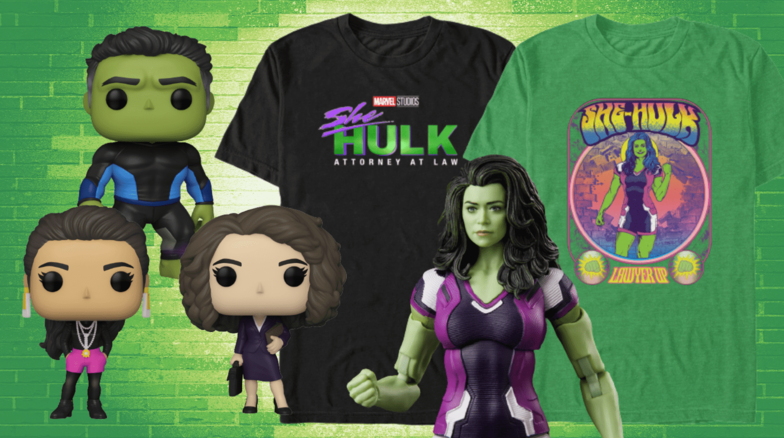 MARVEL STUDIOS
She
HULK
ATTORNEY AT LAW
SHE-HULK
LAWYER UP